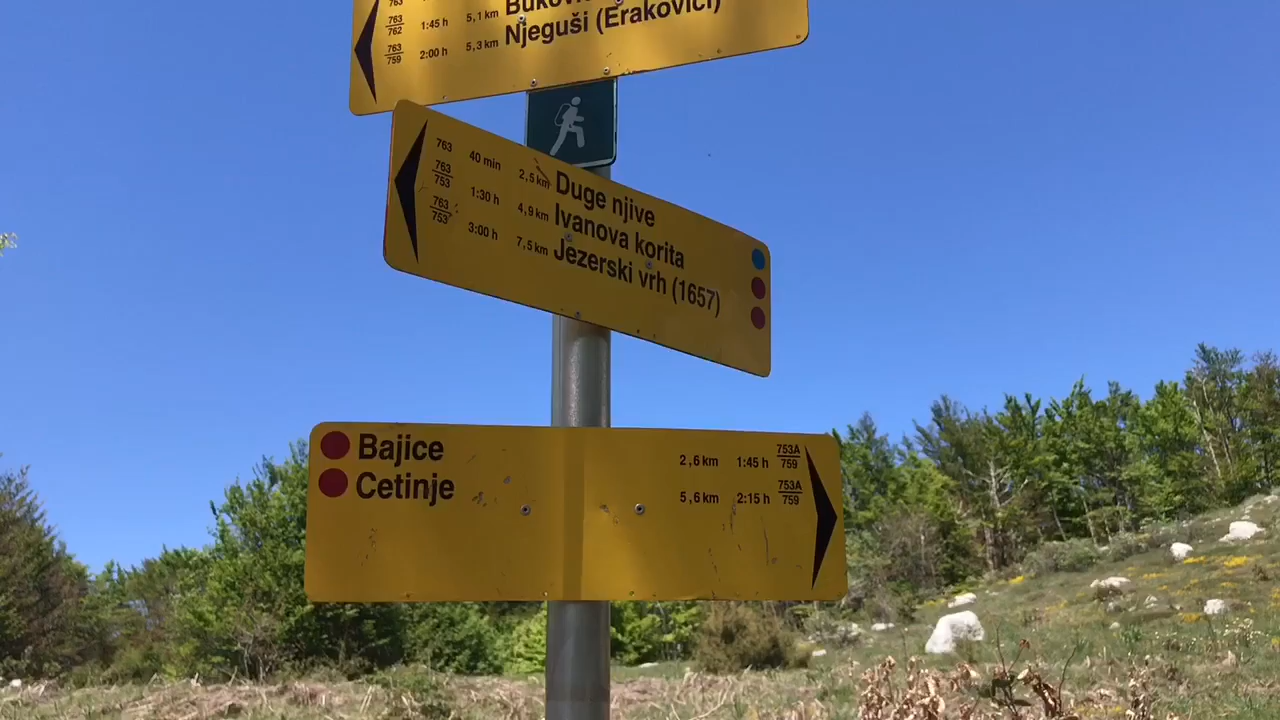 763
763
762 1:45 h 5,1 km
763
759 2:00 h 5,3 km Njeguši (Erakovići)
763 40 min 2,5 km Duge njive
763
753 1:30 h 4,9 km Ivanova korita
763
753 3:00 h 7,5 km Jezerski vrh (1657)
Bajice 2,6 km 1:45 h 753A
759
Cetinje 5,6 km 2:15 h 753A
759